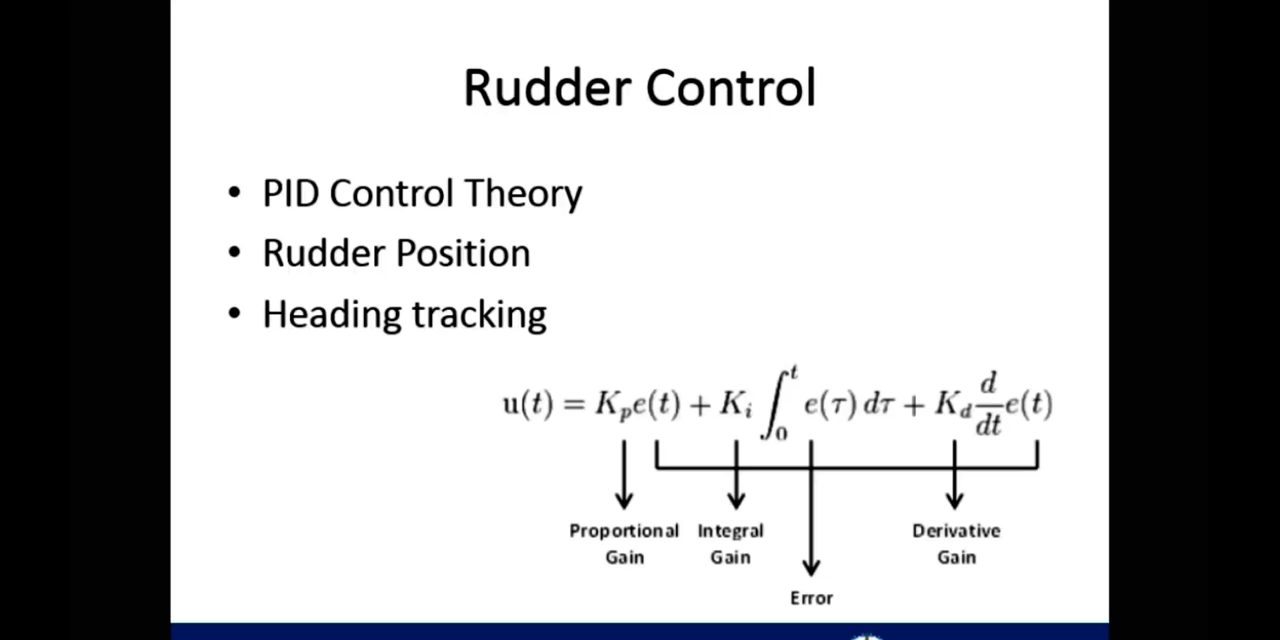 Rudder Control
• PID Control Theory
• Rudder Position
• Heading tracking
u(t) = K_p e(t) + K_i ∫_0^t e(τ) dτ + K_d d/dt e(t)
Proportional Gain
Integral Gain
Derivative Gain
Error